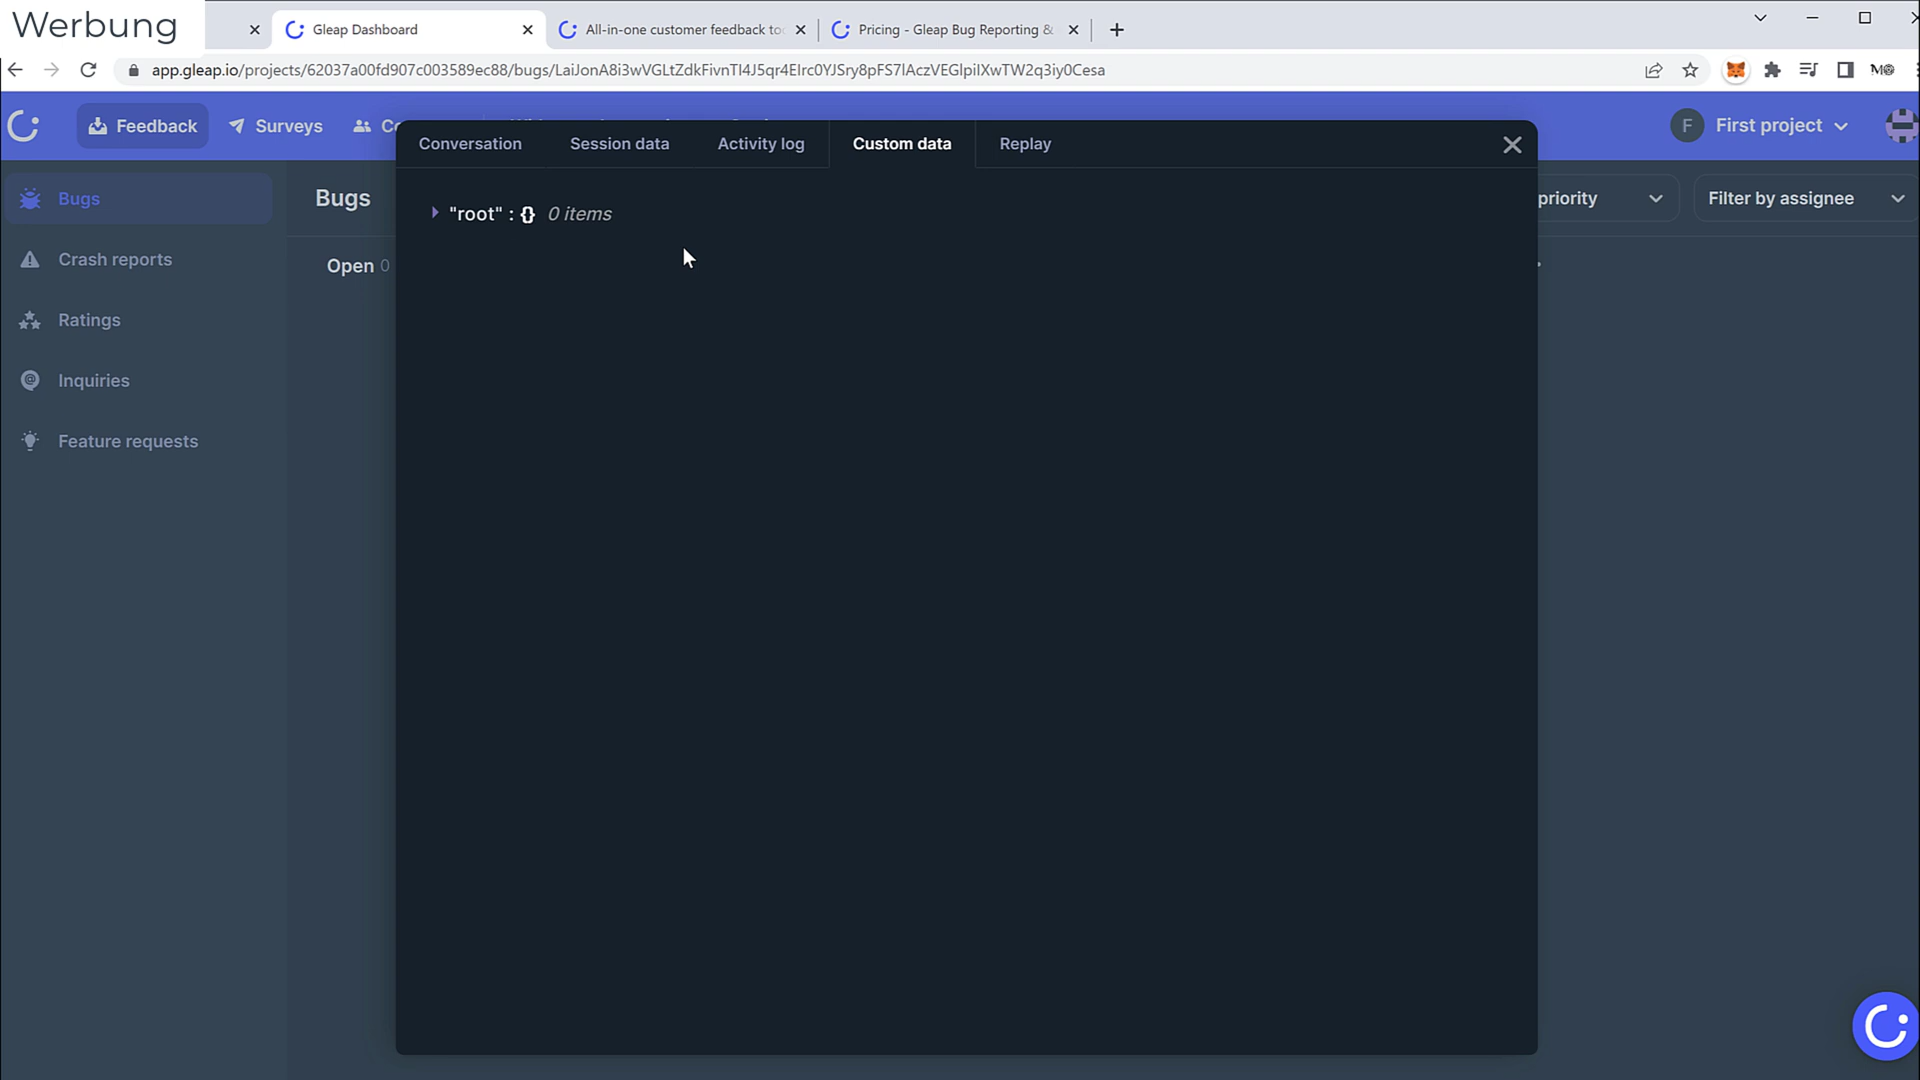 Werbung
Gleap Dashboard
All-in-one customer feedback to
Pricing - Gleap Bug Reporting &
app.gleap.io/projects/62037a00fd907c003589ec88/bugs/LaiJonA8i3wVGLtZdkFivnTI4J5qr4EIrc0YJSry8pFS7lAczVEGlpiIXwTW2q3iy0Cesa
Feedback
Surveys
Co
F
First project
Conversation
Session data
Activity log
Custom data
Replay
Bugs
Bugs
priority
Filter by assignee
"root" : {} 0 items
Open 0
Crash reports
Ratings
Inquiries
Feature requests